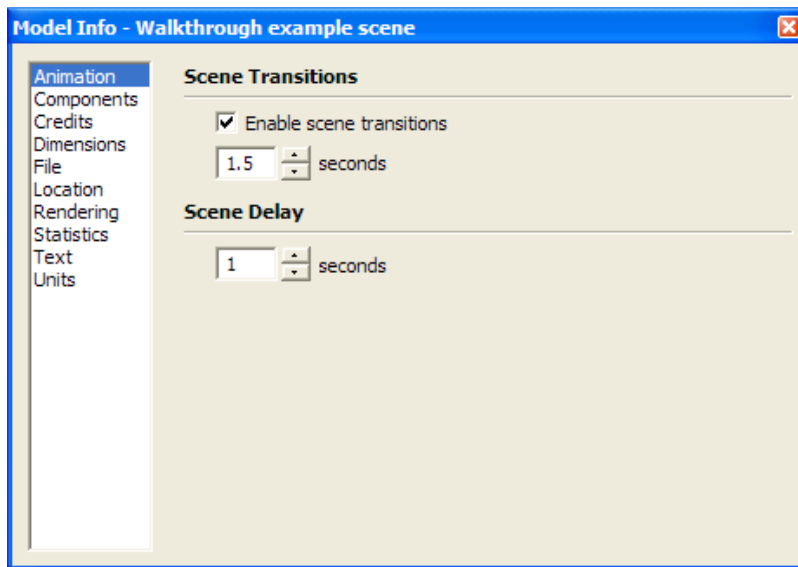 Model Info - Walkthrough example scene
Animation
Components
Credits
Dimensions
File
Location
Rendering
Statistics
Text
Units
Scene Transitions
Enable scene transitions
1.5 seconds
Scene Delay
1 seconds